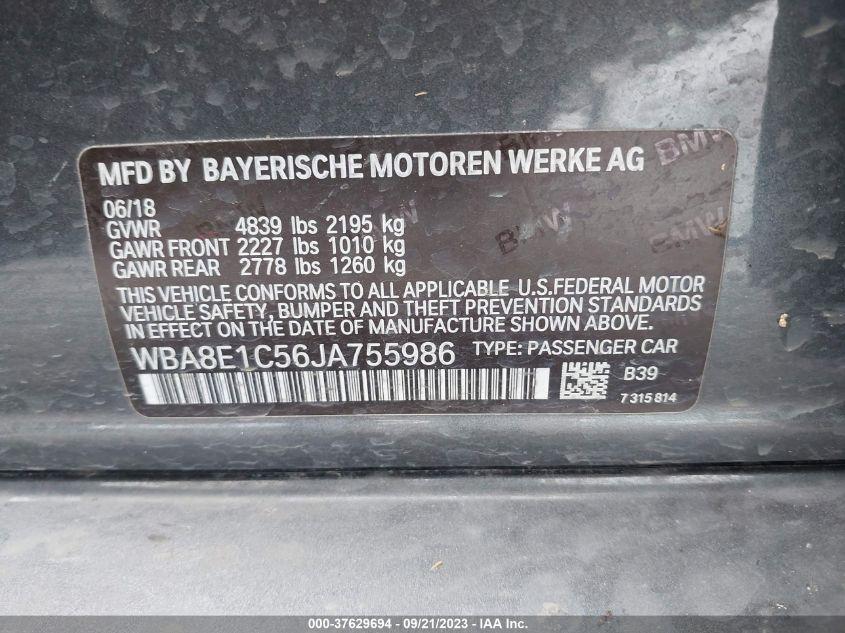 MFD BY BAYERISCHE MOTOREN WERKE AG
06/18
GVWR 4839 lbs 2195 kg
GAWR FRONT 2227 lbs 1010 kg
GAWR REAR 2778 lbs 1260 kg
THIS VEHICLE CONFORMS TO ALL APPLICABLE U.S.FEDERAL MOTOR
VEHICLE SAFETY, BUMPER AND THEFT PREVENTION STANDARDS
IN EFFECT ON THE DATE OF MANUFACTURE SHOWN ABOVE.
WBA8E1C56JA755986 TYPE: PASSENGER CAR
B39
7 315 814
BMW
BMW
BMW
000-37629694 - 09/21/2023 - IAA Inc.